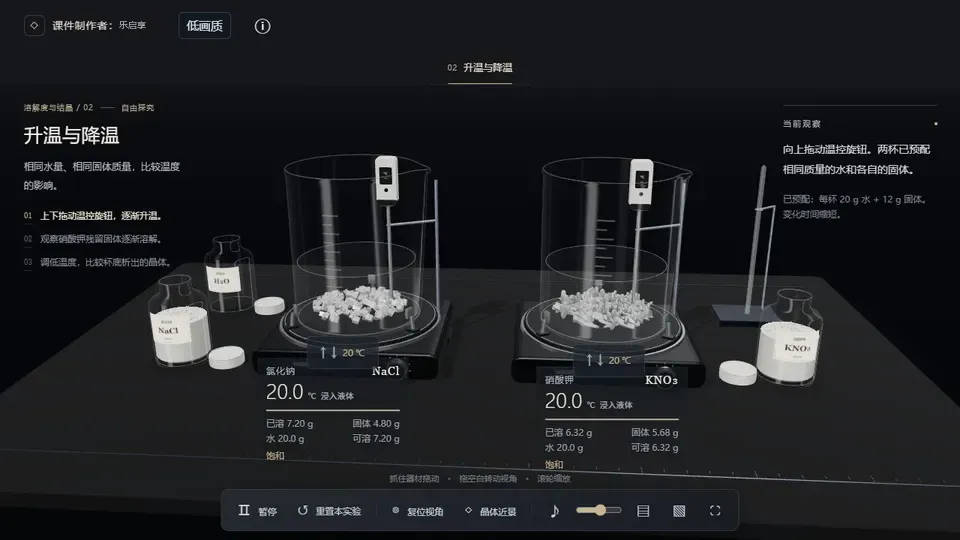 课件制作者：乐启享
低画质
02 升温与降温
溶解度与结晶 / 02 —— 自由探究
升温与降温
相同水量、相同固体质量，比较温度
的影响。
01 上下拖动温控旋钮，逐渐升温。
02 观察硝酸钾残留固体逐渐溶解。
03 调低温度，比较杯底析出的晶体。
当前观察
向上拖动温控旋钮。两杯已预配
相同质量的水和各自的固体。
已预配：每杯 20 g 水 + 12 g 固体。
变化时间缩短。
H₂O
NaCl
KNO₃
↑↓ 20 ℃
氯化钠 NaCl
20.0 ℃ 浸入液体
已溶 7.20 g 固体 4.80 g
水 20.0 g 可溶 7.20 g
饱和
↑↓ 20 ℃
硝酸钾 KNO₃
20.0 ℃ 浸入液体
已溶 6.32 g 固体 5.68 g
水 20.0 g 可溶 6.32 g
饱和
抓住器材拖动 • 拖空白转动视角 • 滚轮缩放
暂停 重置本实验 复位视角 晶体近景